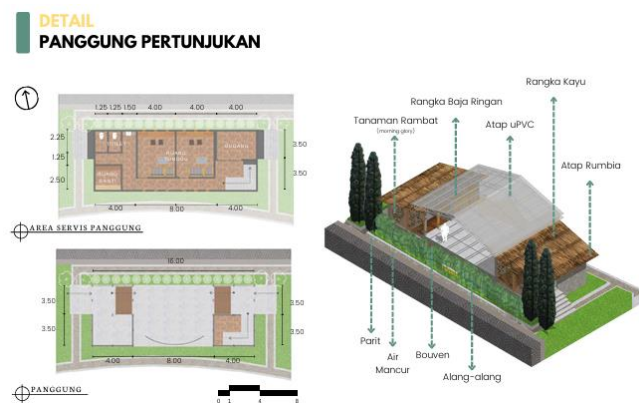 DETAIL
PANGGUNG PERTUNJUKAN
1.25 1.25 1.50 4.00 4.00 4.00
2.25
1.25
2.50
3.50
3.50
RUANG
TUNGGU
GUDANG
4.00 8.00 4.00
AREA SERVIS PANGGUNG
16.00
3.50
3.50
3.50
3.50
4.00 8.00 4.00
PANGGUNG
0 1 4 8
Rangka Kayu
Rangka Baja Ringan
Tanaman Rambat
(morning glory)
Atap uPVC
Atap Rumbia
Parit
Air
Mancur
Bouven
Alang-alang